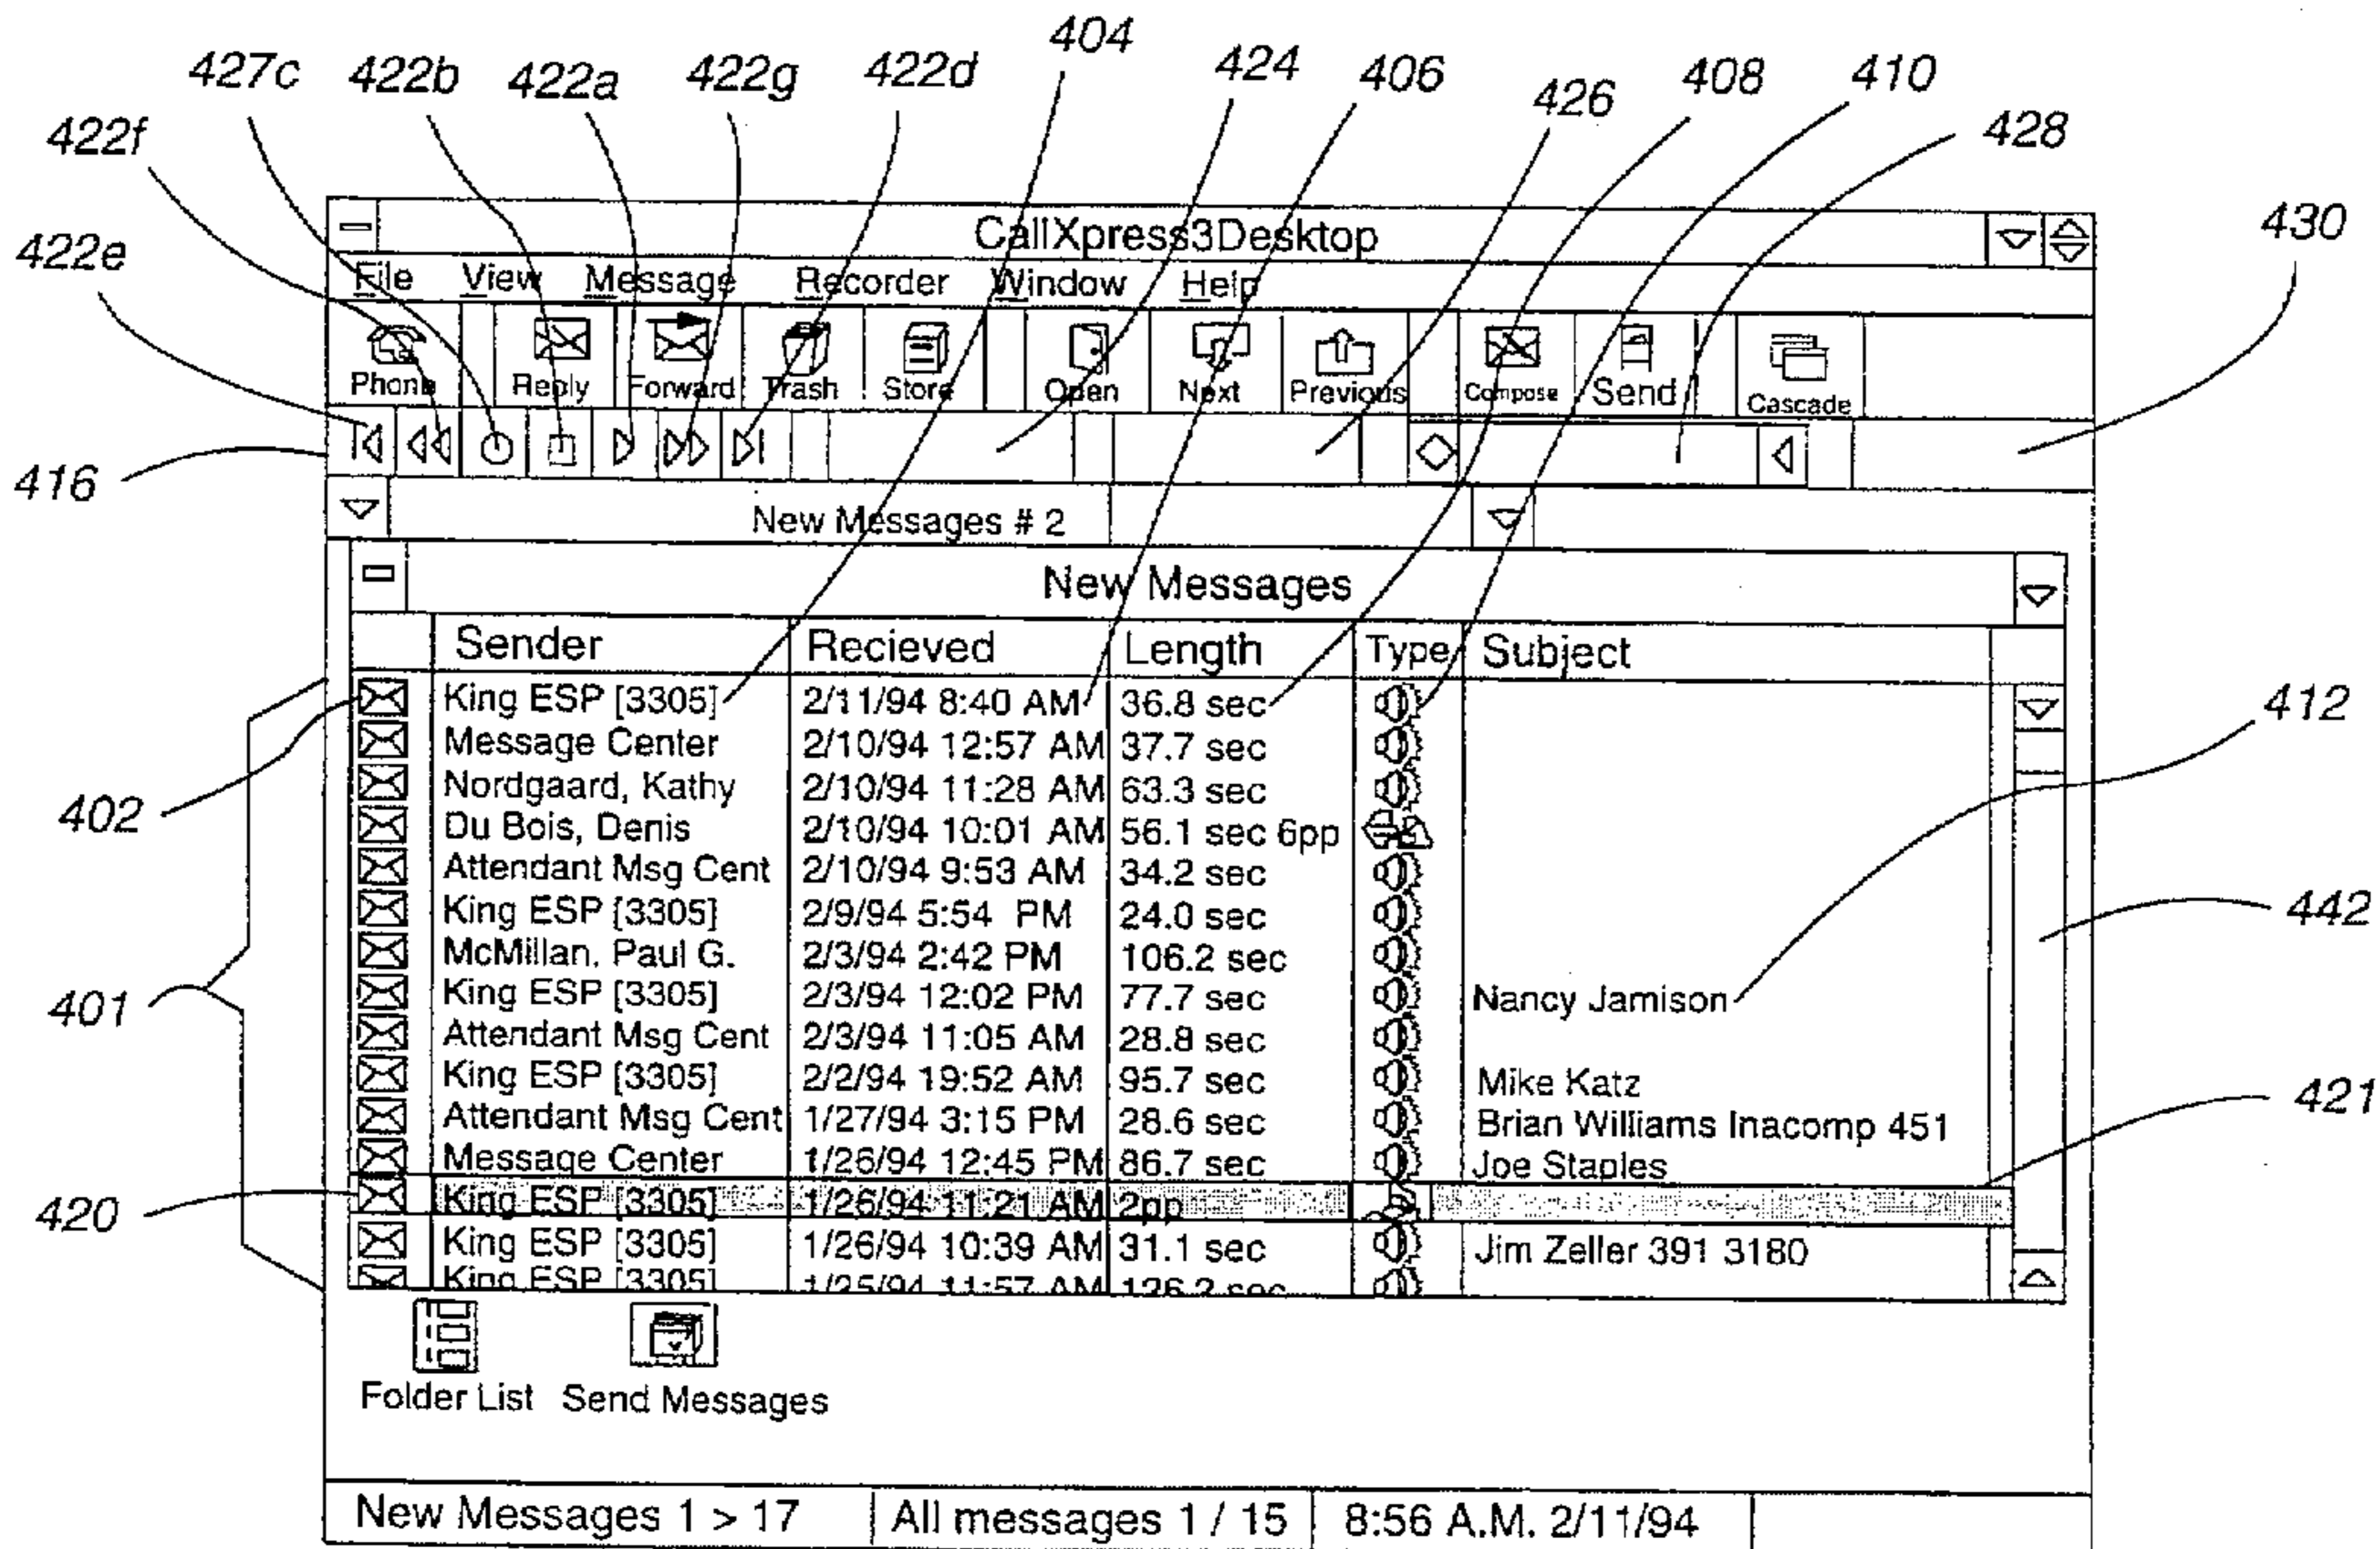 404
427c 422b 422a 422g 422d 424 406 426 408 410
422f 428
422e 430
CallXpress3Desktop
File View Message Recorder Window Help
Phone Reply Forward Trash Store Open Next Previous Compose Send Cascade
416
New Messages # 2
New Messages
Sender Recieved Length Type Subject
King ESP [3305] 2/11/94 8:40 AM 36.8 sec
412
Message Center 2/10/94 12:57 AM 37.7 sec
Nordgaard, Kathy 2/10/94 11:28 AM 63.3 sec
402
Du Bois, Denis 2/10/94 10:01 AM 56.1 sec 6pp
Attendant Msg Cent 2/10/94 9:53 AM 34.2 sec
King ESP [3305] 2/9/94 5:54 PM 24.0 sec
442
McMillan, Paul G. 2/3/94 2:42 PM 106.2 sec
401
King ESP [3305] 2/3/94 12:02 PM 77.7 sec Nancy Jamison
Attendant Msg Cent 2/3/94 11:05 AM 28.8 sec
King ESP [3305] 2/2/94 19:52 AM 95.7 sec Mike Katz
421
Attendant Msg Cent 1/27/94 3:15 PM 28.6 sec Brian Williams Inacomp 451
Message Center 1/26/94 12:45 PM 86.7 sec Joe Staples
420
King ESP [3305] 1/26/94 11:21 AM 2pp
King ESP [3305] 1/26/94 10:39 AM 31.1 sec Jim Zeller 391 3180
King ESP [3305] 1/25/94 11:57 AM 126.2 sec
Folder List Send Messages
New Messages 1 > 17 All messages 1 / 15 8:56 A.M. 2/11/94